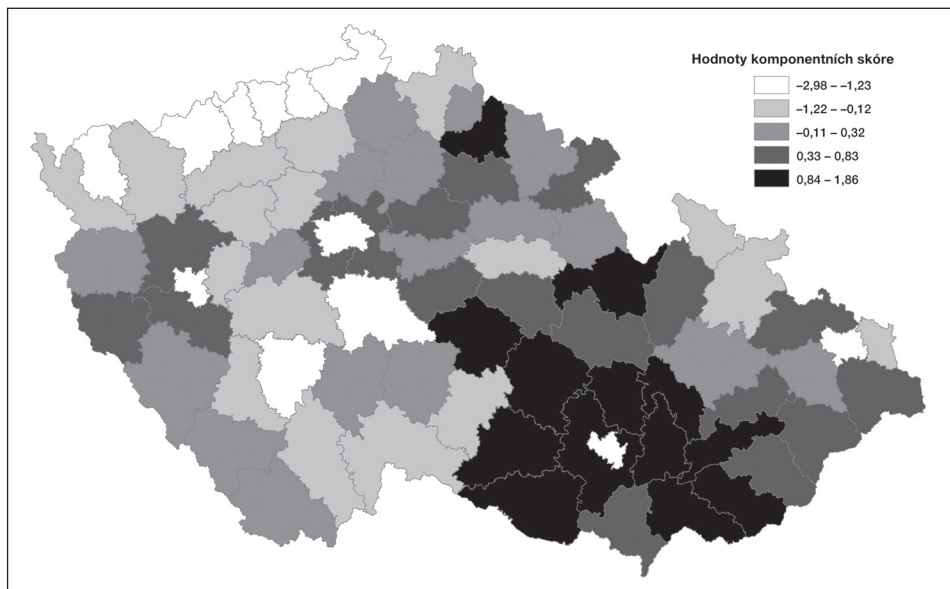 Hodnoty komponentních skóre
–2,98 – –1,23
–1,22 – –0,12
–0,11 – 0,32
0,33 – 0,83
0,84 – 1,86